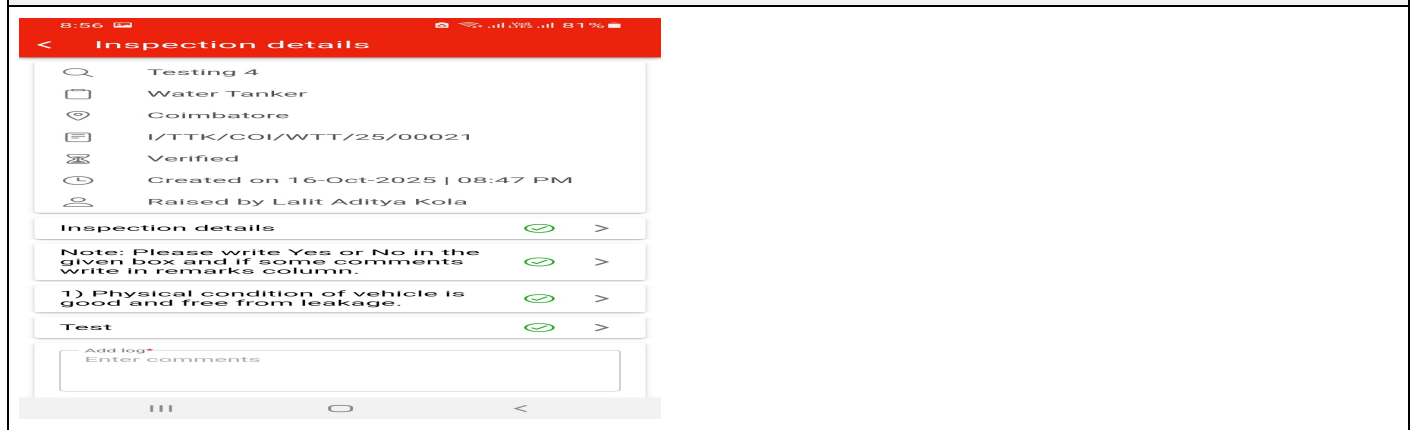 8:56 81%
< Inspection details
Testing 4
Water Tanker
Coimbatore
I/TTK/COI/WTT/25/00021
Verified
Created on 16-Oct-2025 | 08:47 PM
Raised by Lalit Aditya Kola
Inspection details >
Note: Please write Yes or No in the
given box and if some comments >
write in remarks column.
1) Physical condition of vehicle is
good and free from leakage. >
Test >
Add log*
Enter comments